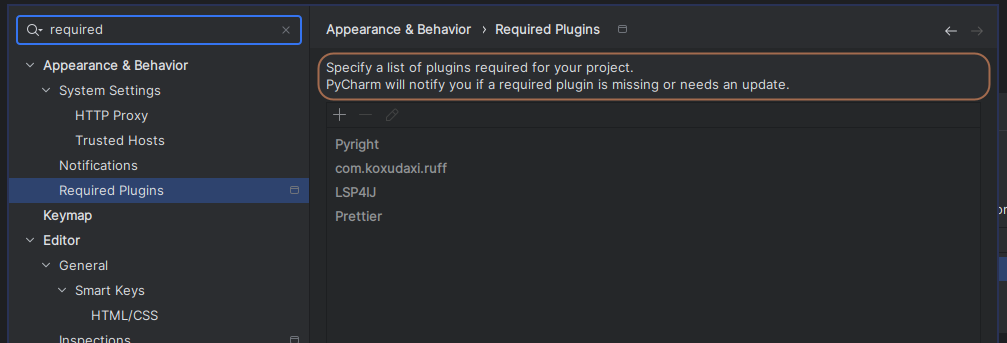 required
Appearance & Behavior
System Settings
HTTP Proxy
Trusted Hosts
Notifications
Required Plugins
Keymap
Editor
General
Smart Keys
HTML/CSS
Inspections
Appearance & Behavior › Required Plugins
Specify a list of plugins required for your project.
PyCharm will notify you if a required plugin is missing or needs an update.
Pyright
com.koxudaxi.ruff
LSP4IJ
Prettier